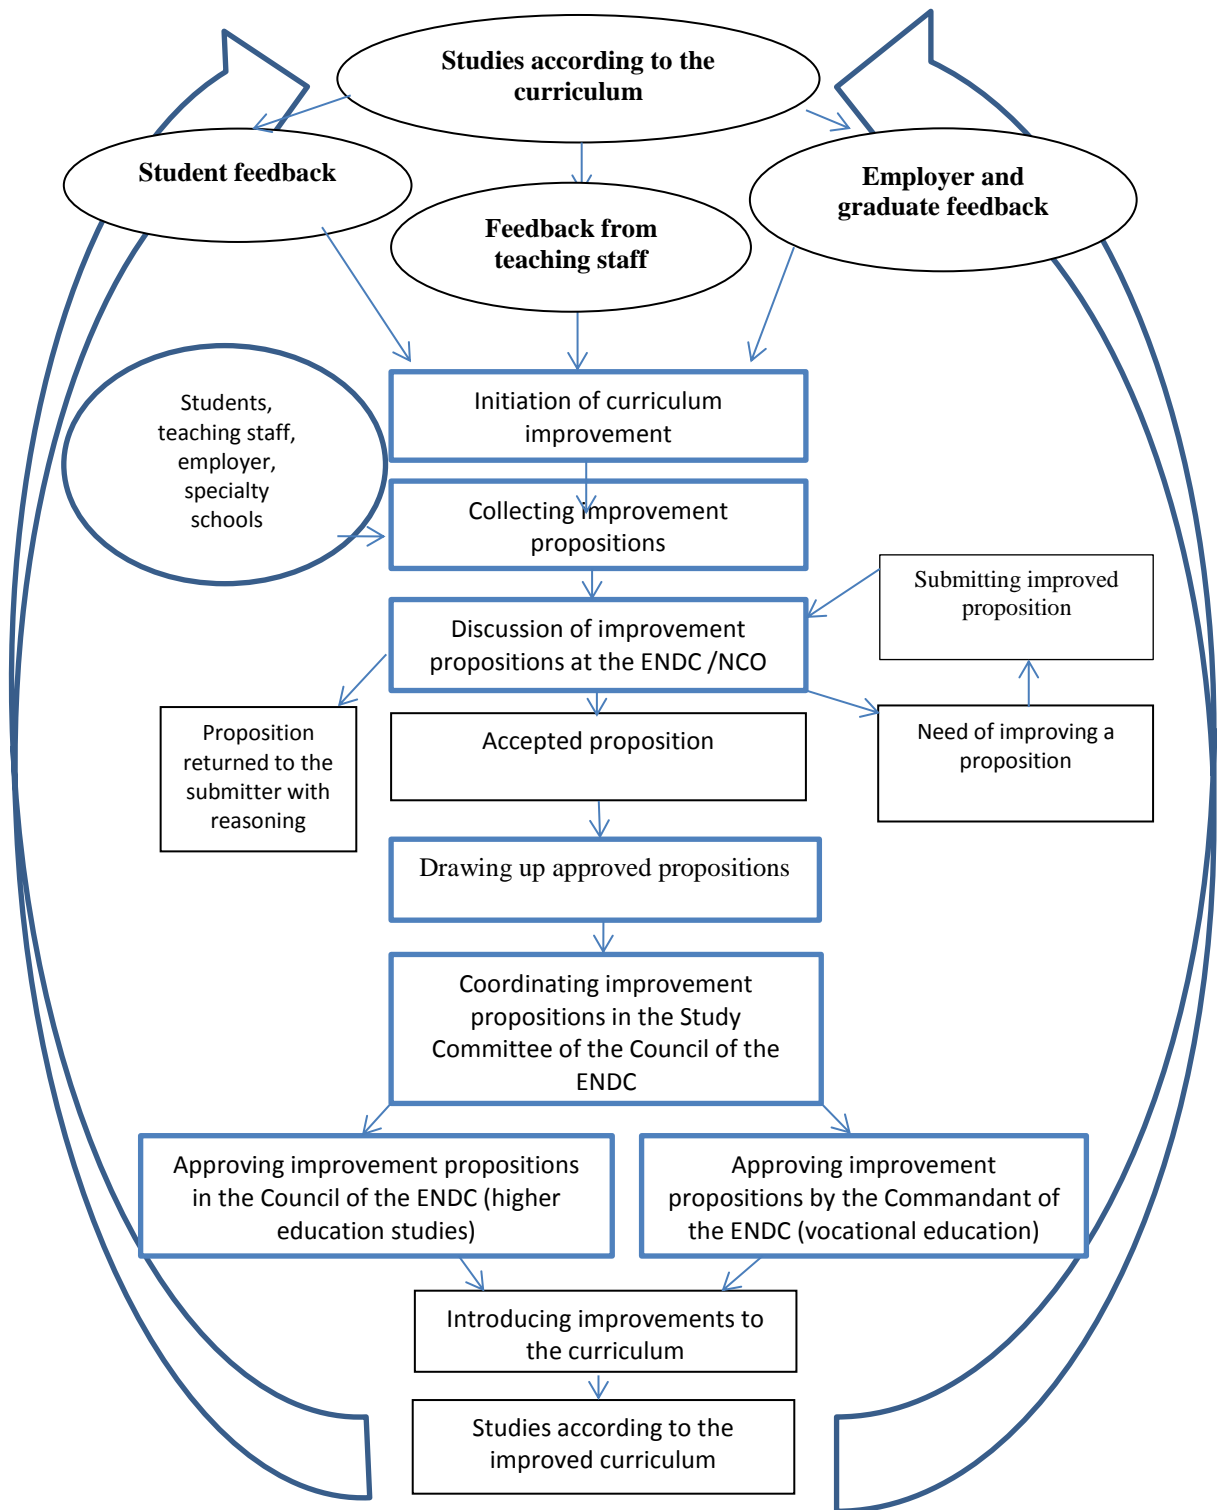 Studies according to the
curriculum
Student feedback
Employer and
graduate feedback
Feedback from
teaching staff
Initiation of curriculum
improvement
Students,
teaching staff,
employer,
specialty
schools
Collecting improvement
propositions
Submitting improved
proposition
Discussion of improvement
propositions at the ENDC /NCO
Proposition
returned to the
submitter with
reasoning
Accepted proposition
Need of improving a
proposition
Drawing up approved propositions
Coordinating improvement
propositions in the Study
Committee of the Council of the
ENDC
Approving improvement propositions
in the Council of the ENDC (higher
education studies)
Approving improvement
propositions by the Commandant of
the ENDC (vocational education)
Introducing improvements to
the curriculum
Studies according to the
improved curriculum